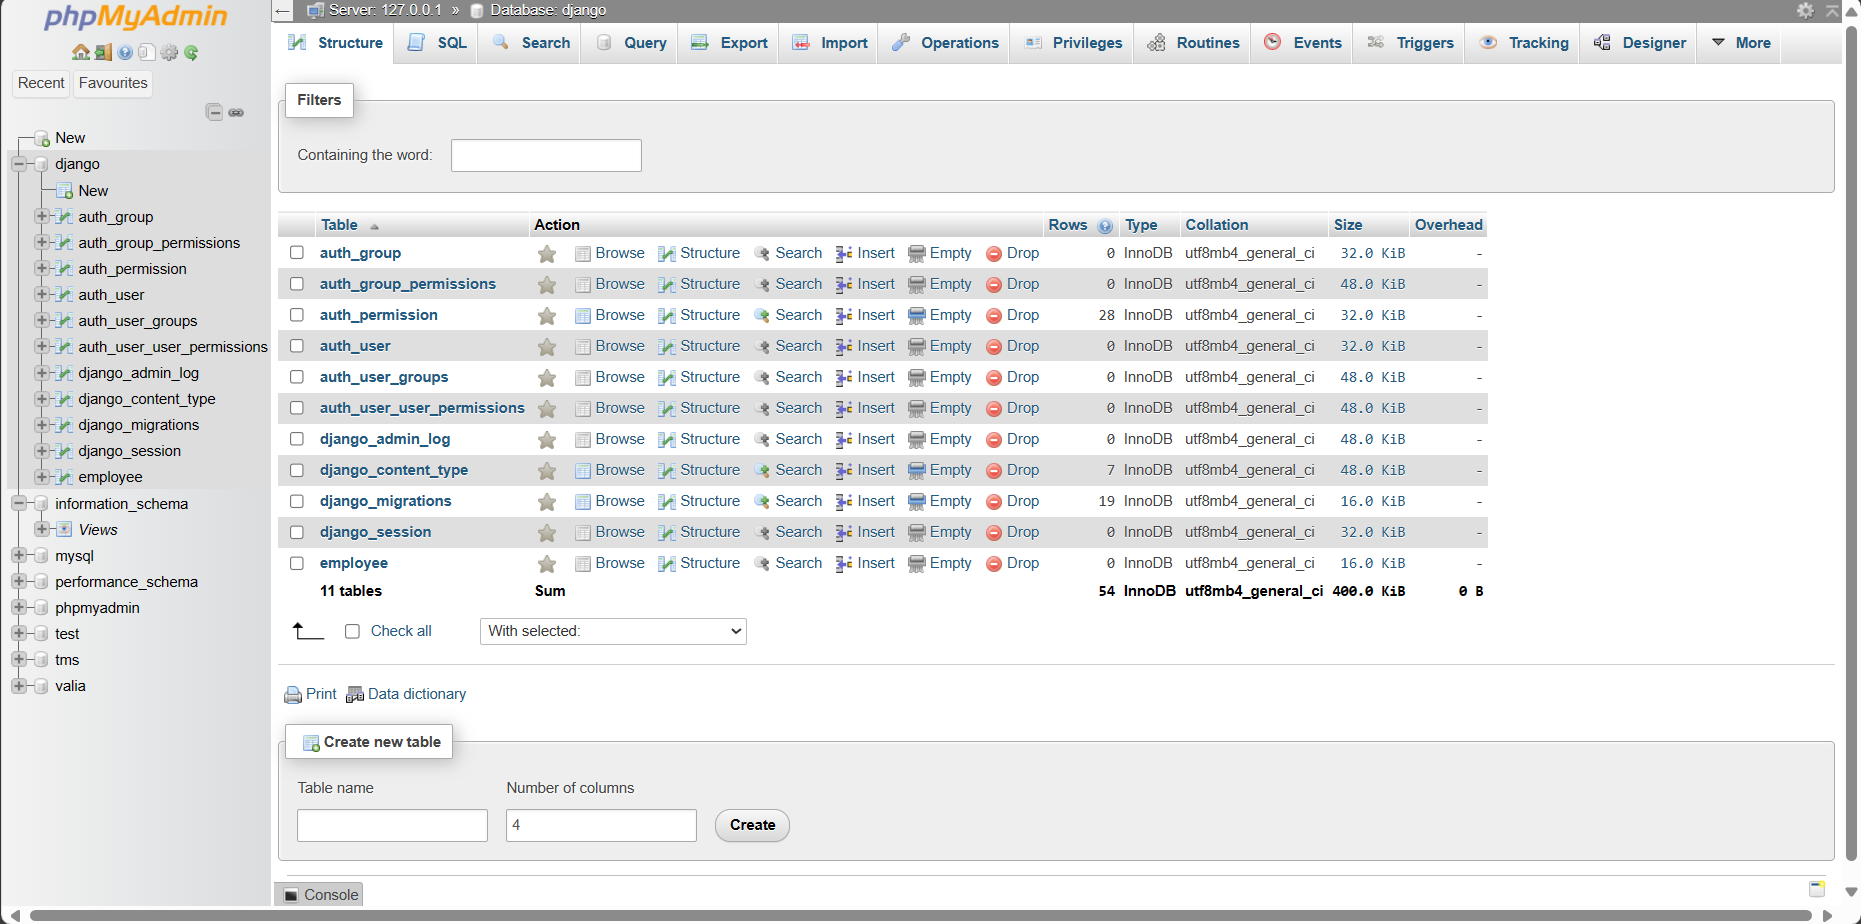 phpMyAdmin
Recent Favourites
New
django
New
auth_group
auth_group_permissions
auth_permission
auth_user
auth_user_groups
auth_user_user_permissions
django_admin_log
django_content_type
django_migrations
django_session
employee
information_schema
Views
mysql
performance_schema
phpmyadmin
test
tms
valia
Server: 127.0.0.1 » Database: django
Structure SQL Search Query Export Import Operations Privileges Routines Events Triggers Tracking Designer More
Filters
Containing the word:
Table Action Rows Type Collation Size Overhead
auth_group Browse Structure Search Insert Empty Drop 0 InnoDB utf8mb4_general_ci 32.0 KiB -
auth_group_permissions Browse Structure Search Insert Empty Drop 0 InnoDB utf8mb4_general_ci 48.0 KiB -
auth_permission Browse Structure Search Insert Empty Drop 28 InnoDB utf8mb4_general_ci 32.0 KiB -
auth_user Browse Structure Search Insert Empty Drop 0 InnoDB utf8mb4_general_ci 32.0 KiB -
auth_user_groups Browse Structure Search Insert Empty Drop 0 InnoDB utf8mb4_general_ci 48.0 KiB -
auth_user_user_permissions Browse Structure Search Insert Empty Drop 0 InnoDB utf8mb4_general_ci 48.0 KiB -
django_admin_log Browse Structure Search Insert Empty Drop 0 InnoDB utf8mb4_general_ci 48.0 KiB -
django_content_type Browse Structure Search Insert Empty Drop 7 InnoDB utf8mb4_general_ci 48.0 KiB -
django_migrations Browse Structure Search Insert Empty Drop 19 InnoDB utf8mb4_general_ci 16.0 KiB -
django_session Browse Structure Search Insert Empty Drop 0 InnoDB utf8mb4_general_ci 32.0 KiB -
employee Browse Structure Search Insert Empty Drop 0 InnoDB utf8mb4_general_ci 16.0 KiB -
11 tables Sum 54 InnoDB utf8mb4_general_ci 400.0 KiB 0 B
Check all With selected:
Print Data dictionary
Create new table
Table name Number of columns
4 Create
Console